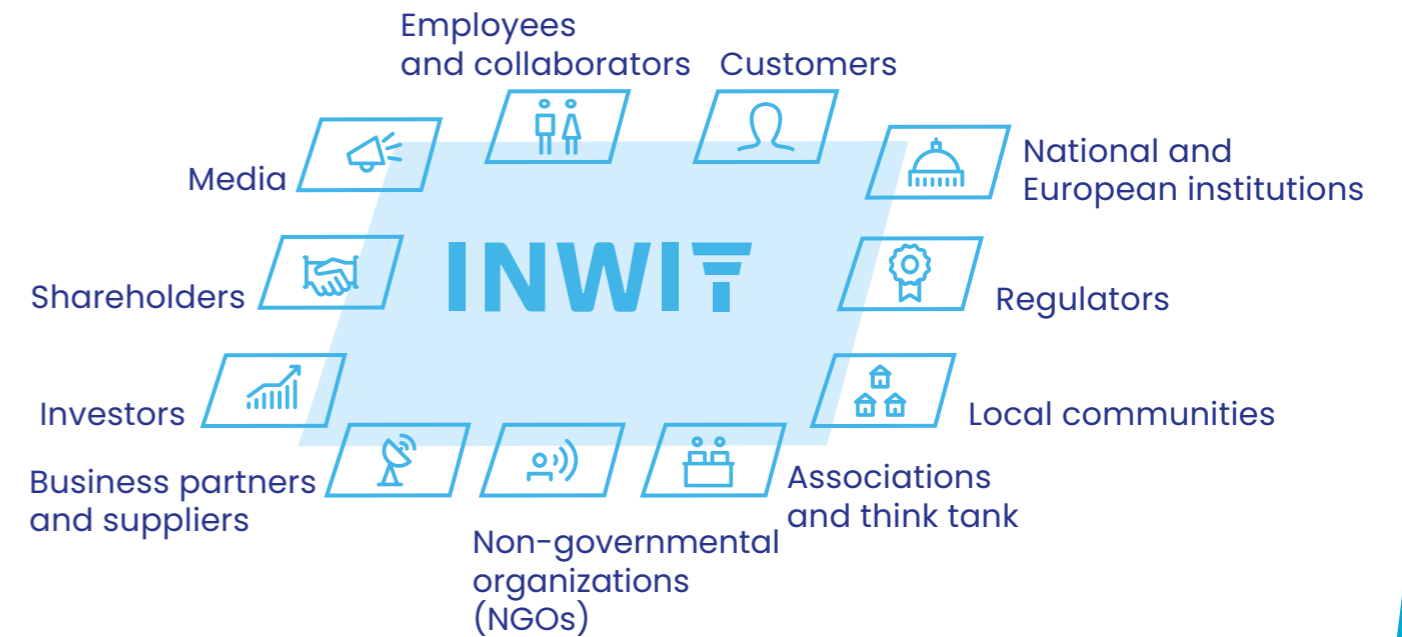 Employees
and collaborators
Customers
Media
National and
European institutions
INWIT
Shareholders
Regulators
Investors
Local communities
Business partners
and suppliers
Associations
and think tank
Non-governmental
organizations
(NGOs)